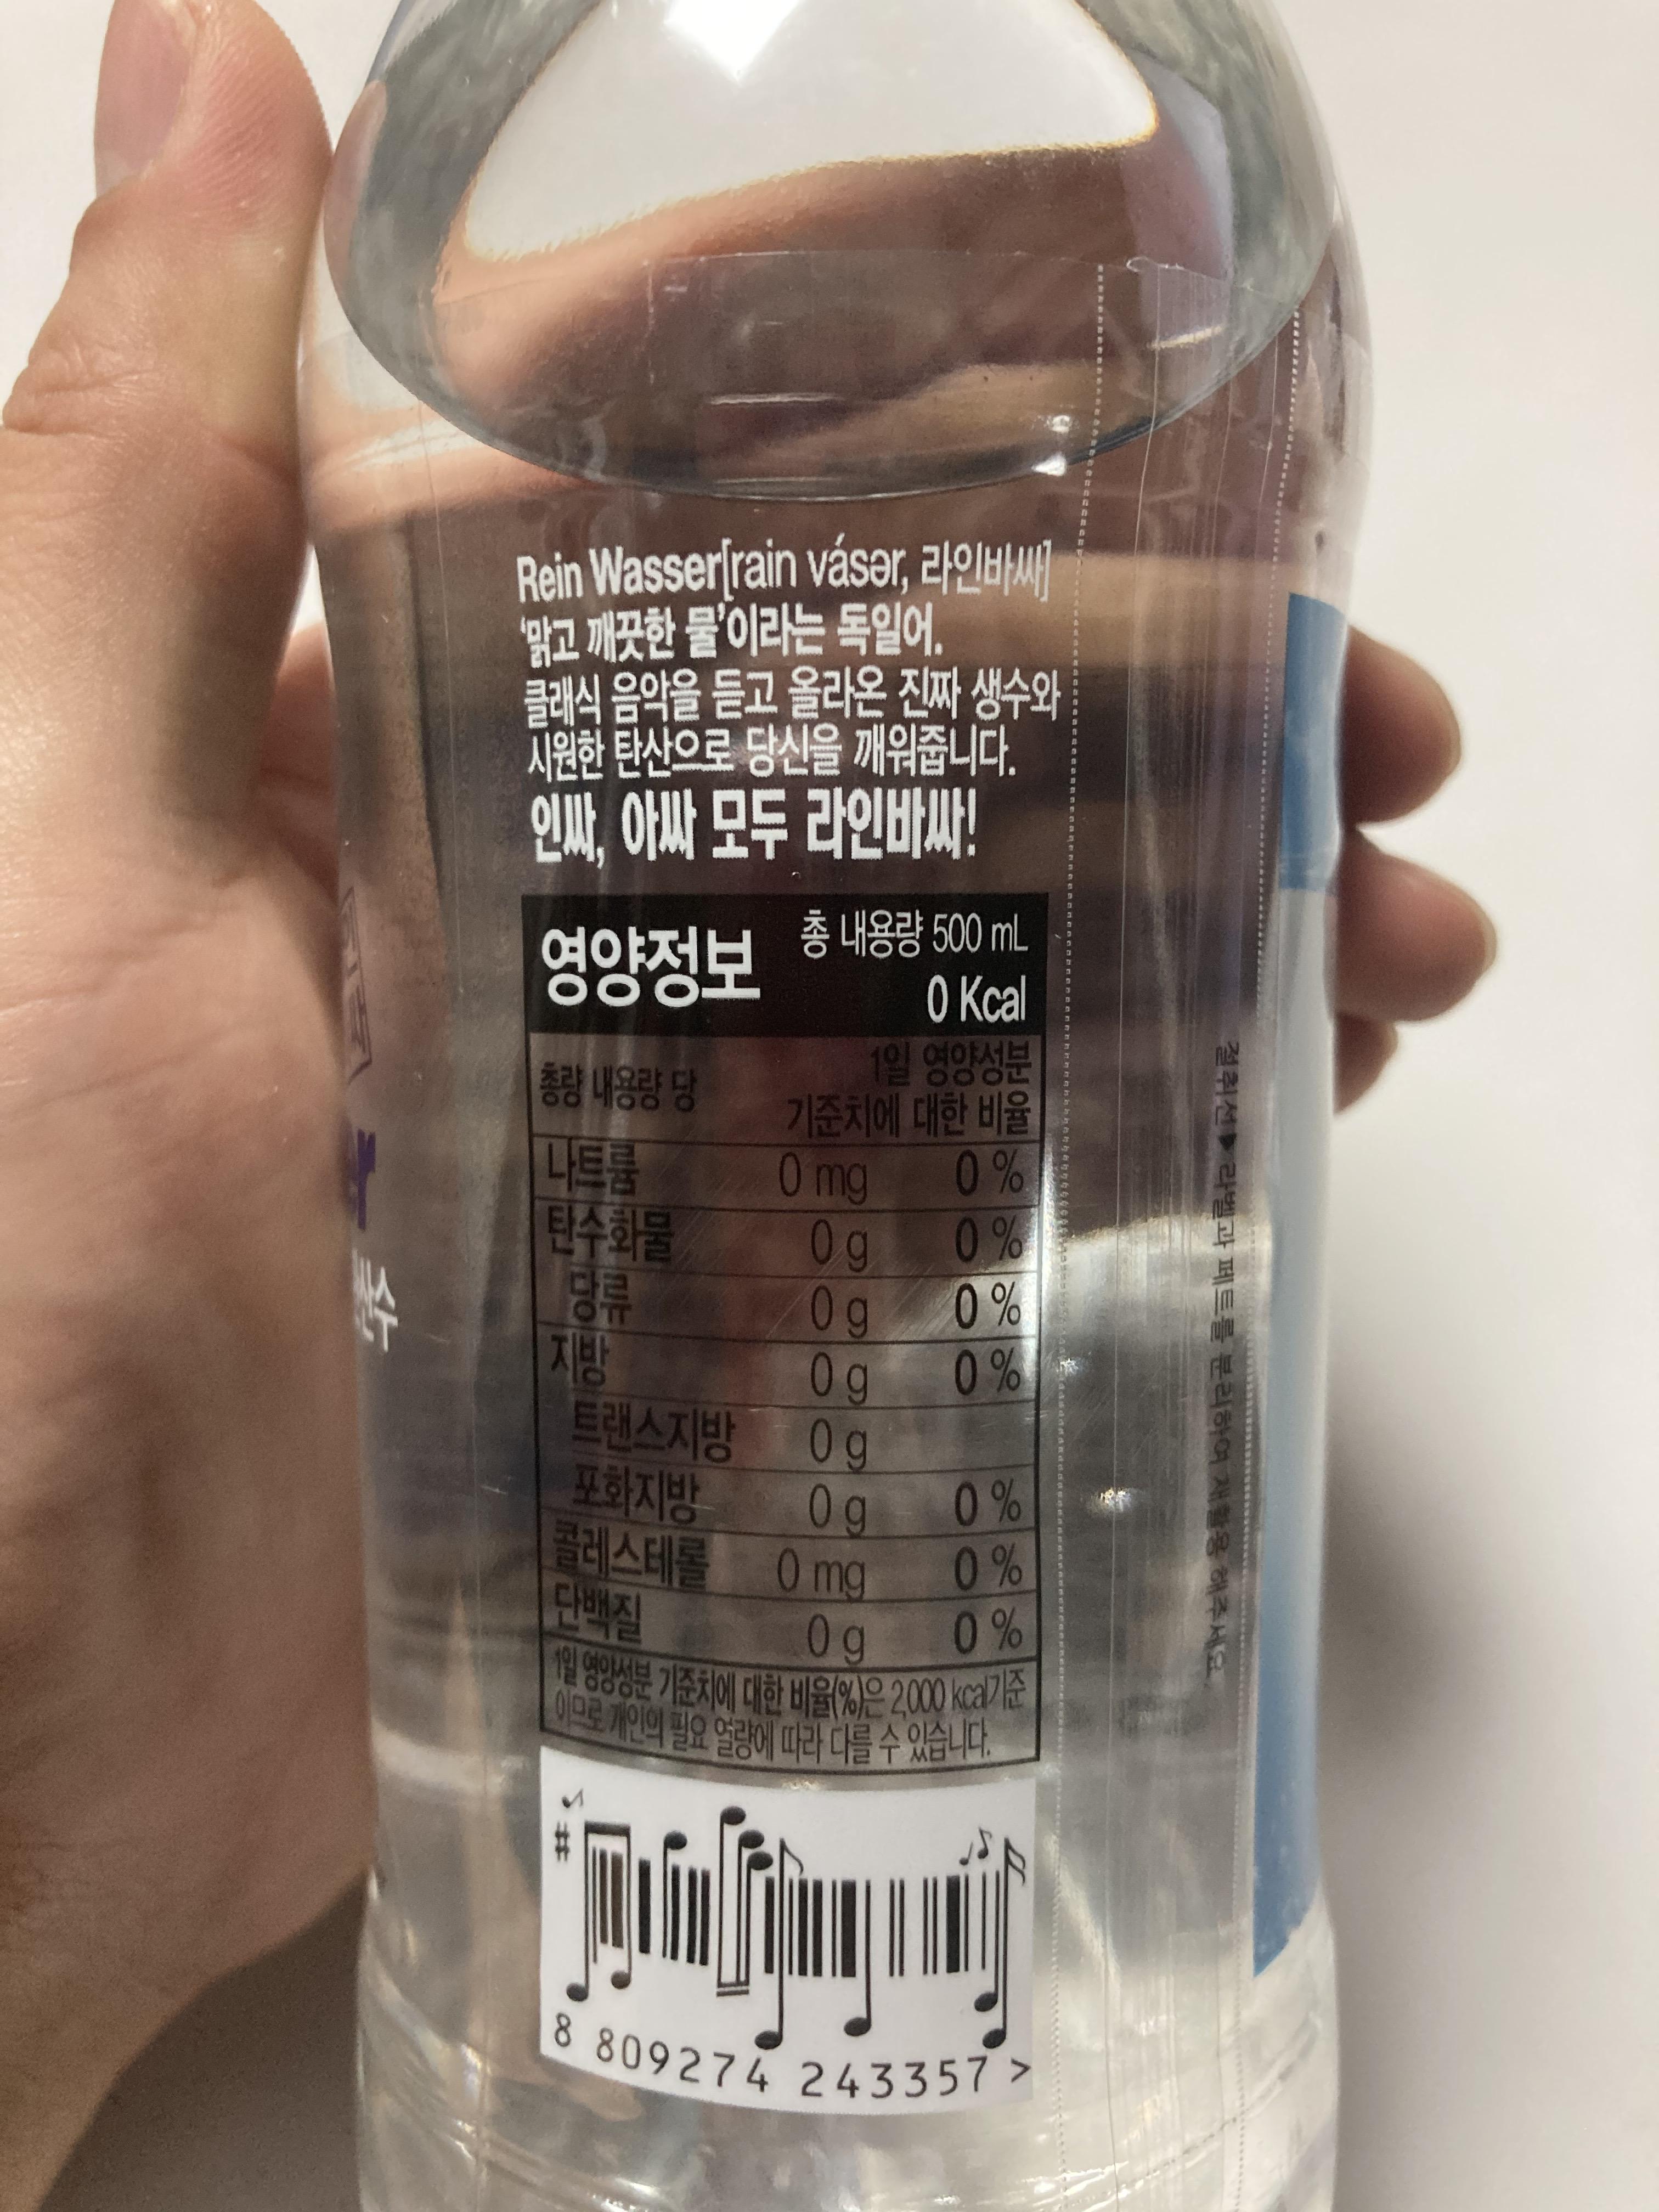 Rein Wasser[rain vásər, 라인바싸]
'맑고 깨끗한 물'이라는 독일어.
클래식 음악을 듣고 올라온 진짜 생수와
시원한 탄산으로 당신을 깨워줍니다.
인싸, 아싸 모두 라인바싸!
영양정보
총 내용량 500 mL
0 Kcal
총량 내용량 당
1일 영양성분
기준치에 대한 비율
나트륨 0 mg 0 %
탄수화물 0 g 0 %
당류 0 g 0 %
지방 0 g 0 %
트랜스지방 0 g
포화지방 0 g 0 %
콜레스테롤 0 mg 0 %
단백질 0 g 0 %
1일 영양성분 기준치에 대한 비율(%)은 2,000 kcal기준
이므로 개인의 필요 열량에 따라 다를 수 있습니다.
#
8 809274 243357 >
절취선▶라벨과 페트를 분리하여 재활용 해주세요.